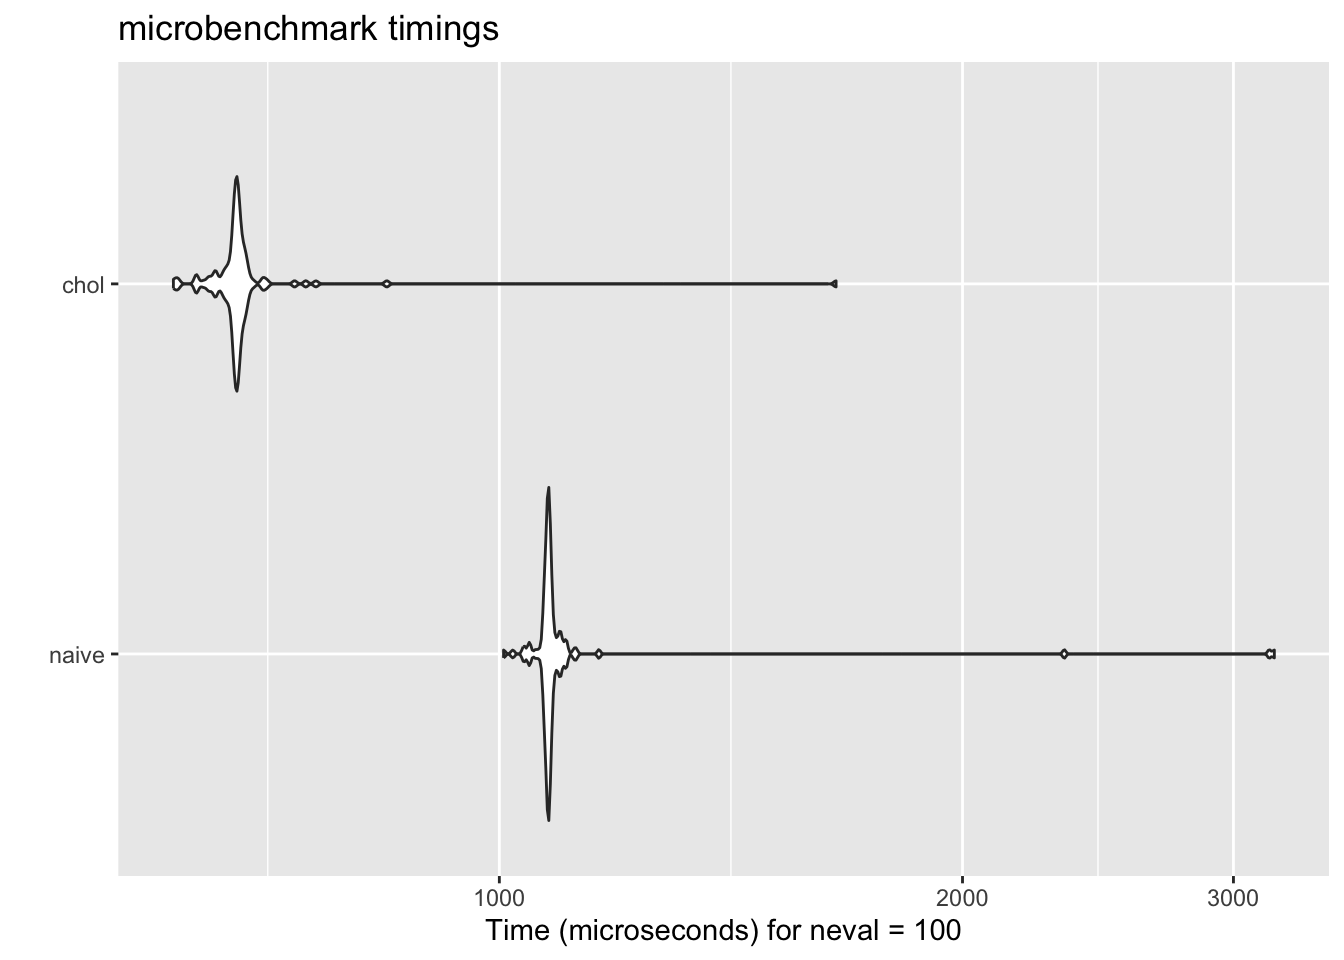 microbenchmark timings
chol
naive
1000
2000
3000
Time (microseconds) for neval = 100